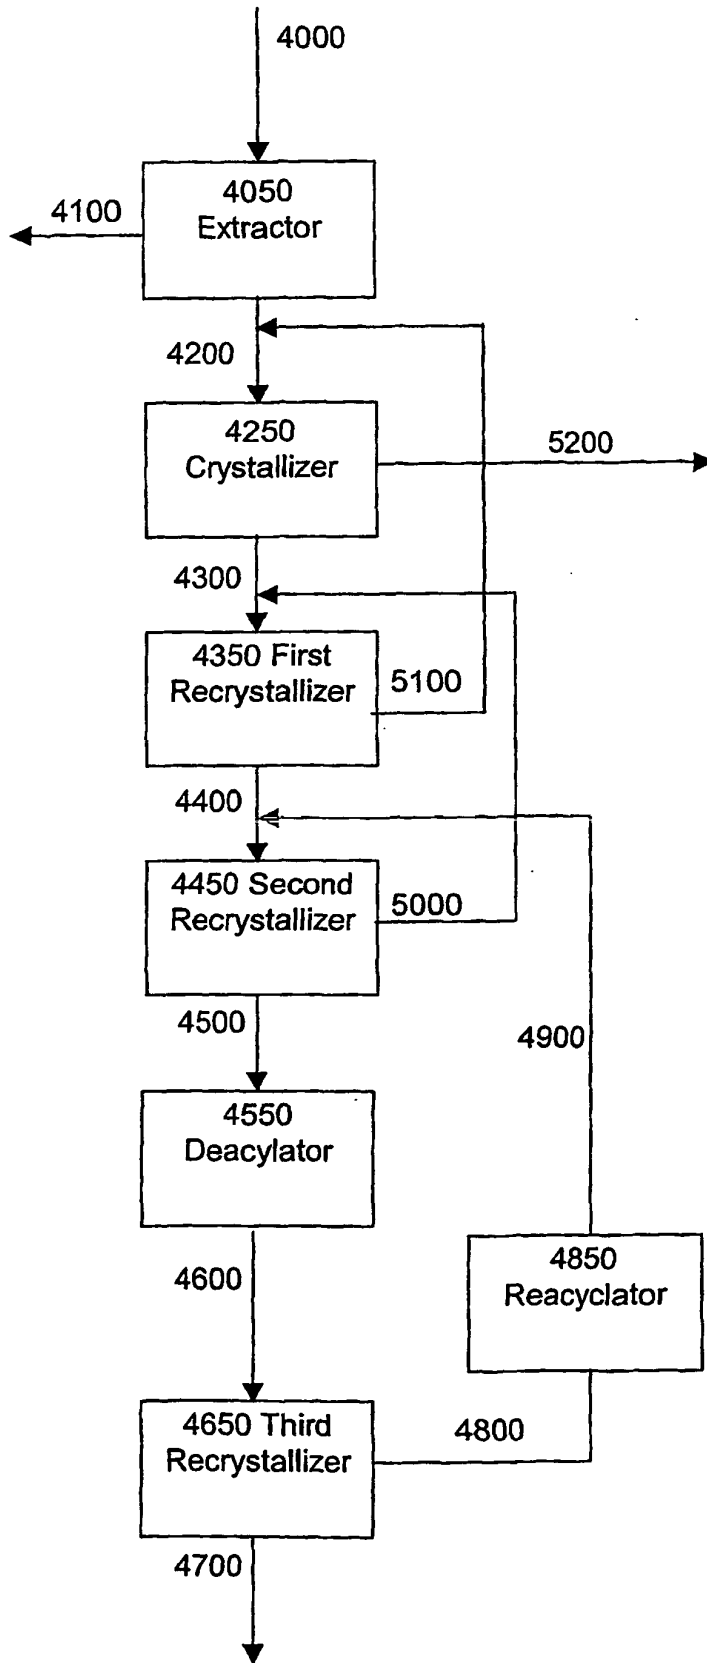 4000
4050
Extractor
4100
4200
4250
Crystallizer
5200
4300
4350 First
Recrystallizer
5100
4400
4450 Second
Recrystallizer
5000
4500
4900
4550
Deacylator
4600
4850
Reacyclator
4650 Third
Recrystallizer
4800
4700